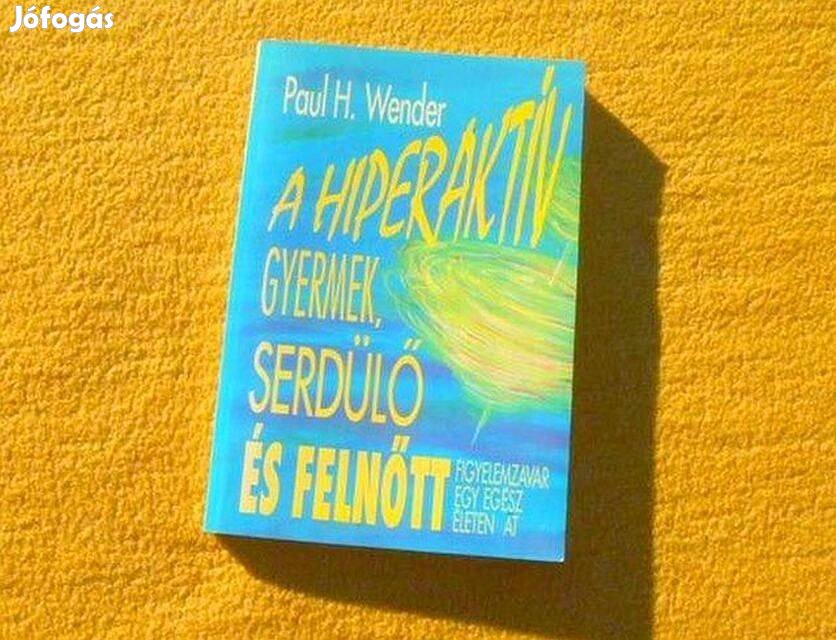 Jófogás
Paul H. Wender
A HIPERAKTÍV
GYERMEK,
SERDÜLŐ
ÉS FELNŐTT
FIGYELEMZAVAR
EGY EGÉSZ
ÉLETEN ÁT